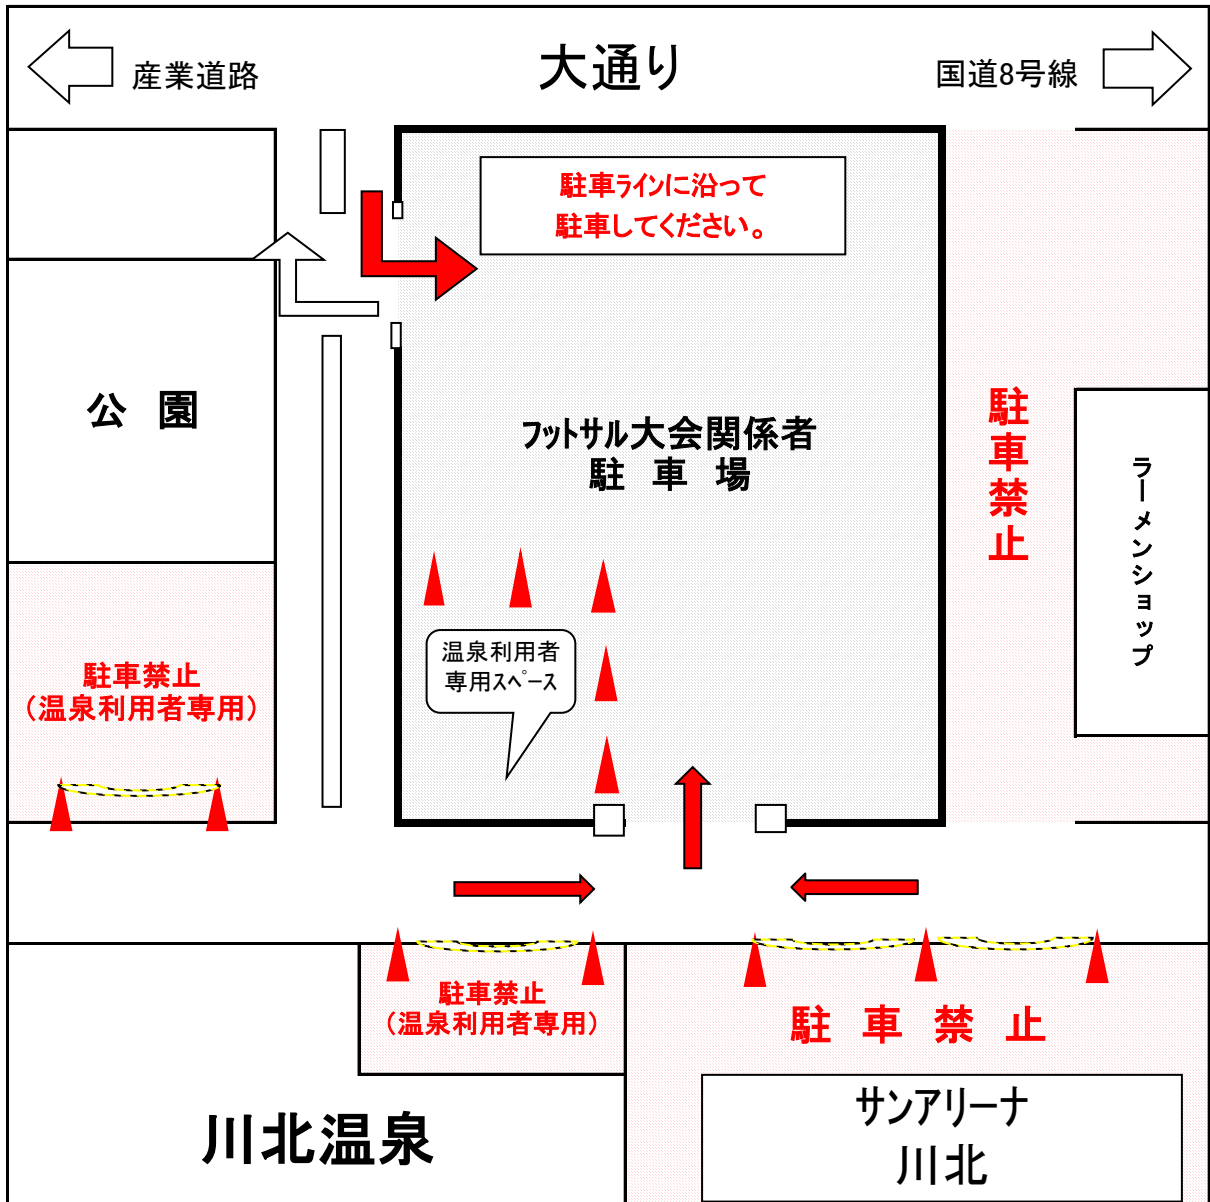 産業道路
大通り
国道8号線
駐車ﾗｲﾝに沿って
駐車してください。
公　園
ﾌｯﾄｻﾙ大会関係者
駐　車　場
駐車禁止
ラーメンショップ
温泉利用者
専用ｽﾍﾟｰｽ
駐車禁止
（温泉利用者専用）
駐車禁止
（温泉利用者専用）
駐　車　禁　止
川北温泉
サンアリーナ
川北